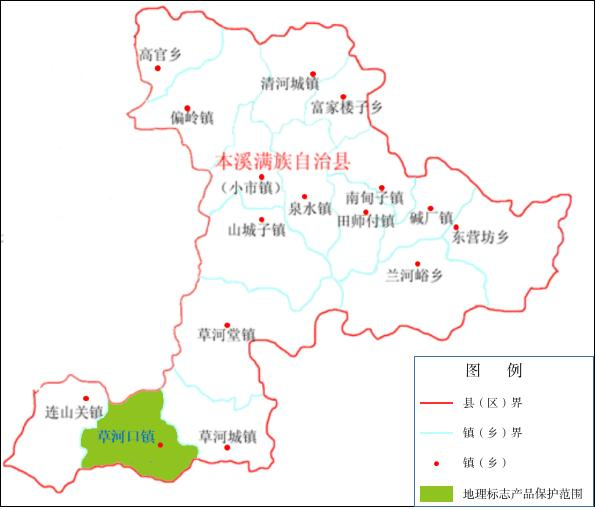 高官乡
清河城镇
富家楼子乡
偏岭镇
本溪满族自治县
（小市镇）
南甸子镇
泉水镇
田师付镇
碱厂镇
山城子镇
东营坊乡
兰河峪乡
草河堂镇
连山关镇
草河口镇
草河城镇
图 例
县（区）界
镇（乡）界
镇（乡）
地理标志产品保护范围